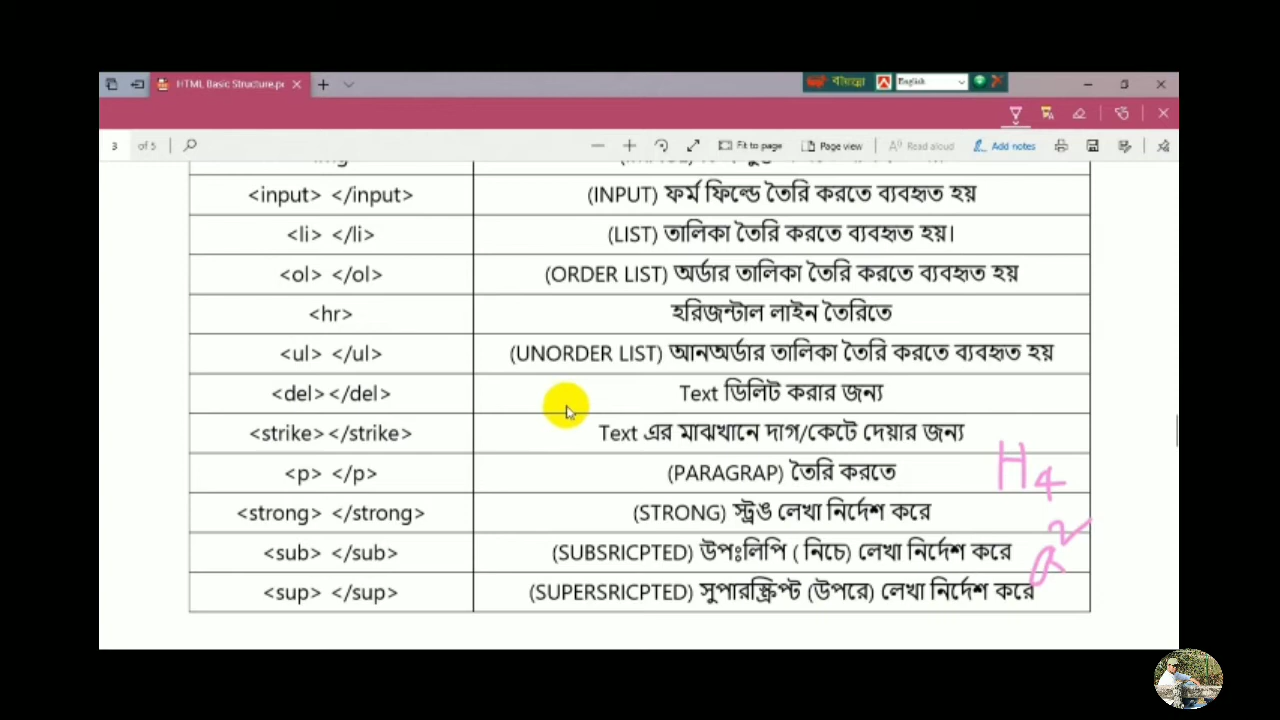 HTML Basic Structure.pc
বাংলা
English
3 of 5
Fit to page
Page view
Read aloud
Add notes
<input> </input> (INPUT) ফর্ম ফিল্ডে তৈরি করতে ব্যবহৃত হয়
<li> </li> (LIST) তালিকা তৈরি করতে ব্যবহৃত হয়।
<ol> </ol> (ORDER LIST) অর্ডার তালিকা তৈরি করতে ব্যবহৃত হয়
<hr> হরিজন্টাল লাইন তৈরিতে
<ul> </ul> (UNORDER LIST) আনঅর্ডার তালিকা তৈরি করতে ব্যবহৃত হয়
<del> </del> Text ডিলিট করার জন্য
<strike> </strike> Text এর মাঝখানে দাগ/কেটে দেয়ার জন্য
<p> </p> (PARAGRAP) তৈরি করতে
H4
<strong> </strong> (STRONG) স্ট্রঙ লেখা নির্দেশ করে
<sub> </sub> (SUBSRICPTED) উপঃলিপি ( নিচে) লেখা নির্দেশ করে
a2
<sup> </sup> (SUPERSRICPTED) সুপারস্ক্রিপ্ট (উপরে) লেখা নির্দেশ করে